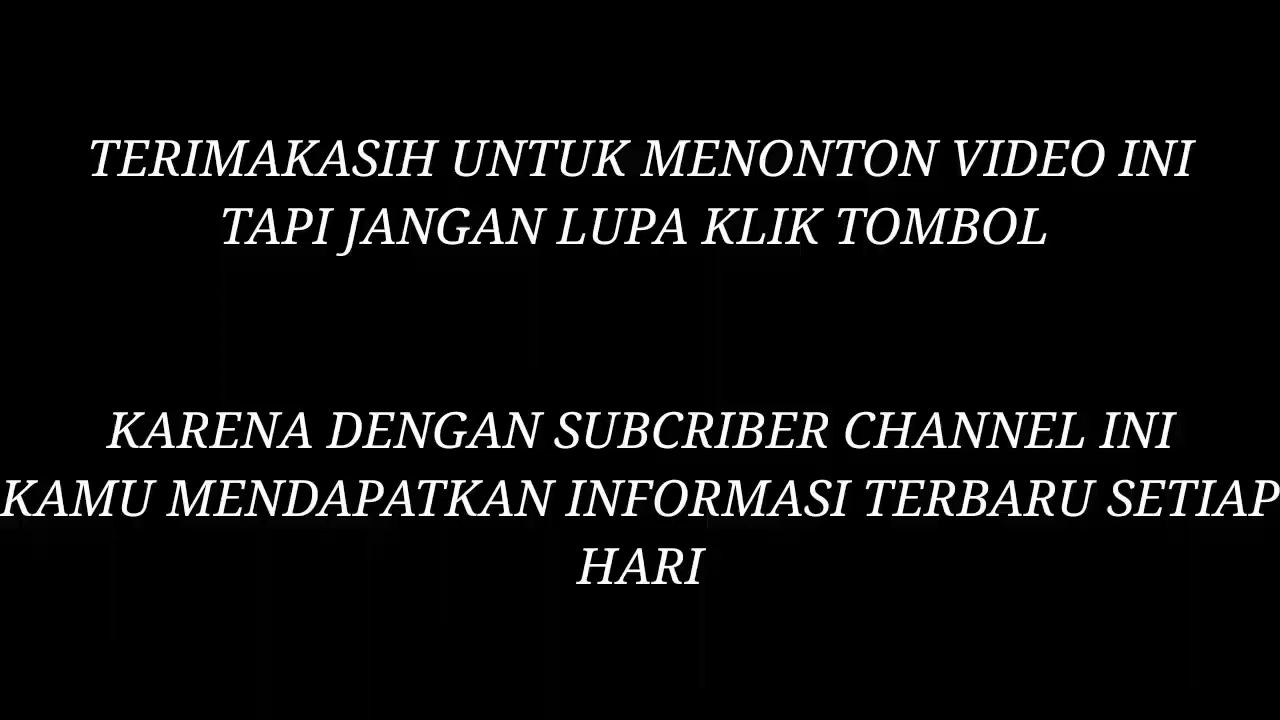 TERIMAKASIH UNTUK MENONTON VIDEO INI
TAPI JANGAN LUPA KLIK TOMBOL
KARENA DENGAN SUBCRIBER CHANNEL INI
KAMU MENDAPATKAN INFORMASI TERBARU SETIAP
HARI